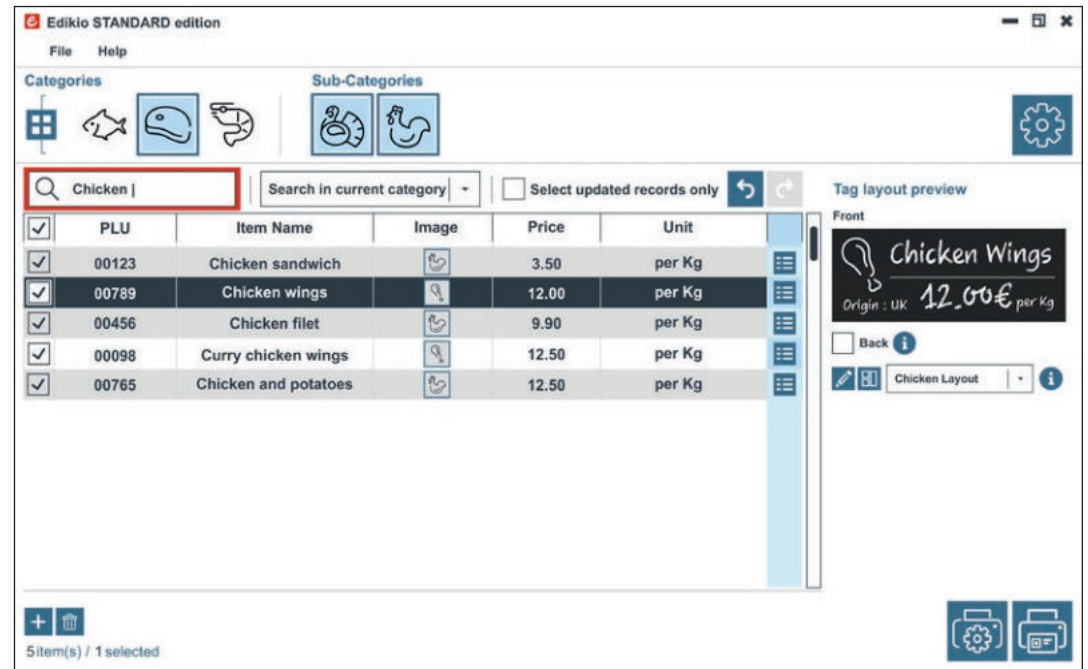 Edikio STANDARD edition
File Help
Categories Sub-Categories
Chicken | Search in current category Select updated records only Tag layout preview
Front
PLU Item Name Image Price Unit
00123 Chicken sandwich 3.50 per Kg
00789 Chicken wings 12.00 per Kg
00456 Chicken filet 9.90 per Kg
00098 Curry chicken wings 12.50 per Kg
00765 Chicken and potatoes 12.50 per Kg
Chicken Wings
Origin : UK 12.00€ per Kg
Back
Chicken Layout
5 item(s) / 1 selected